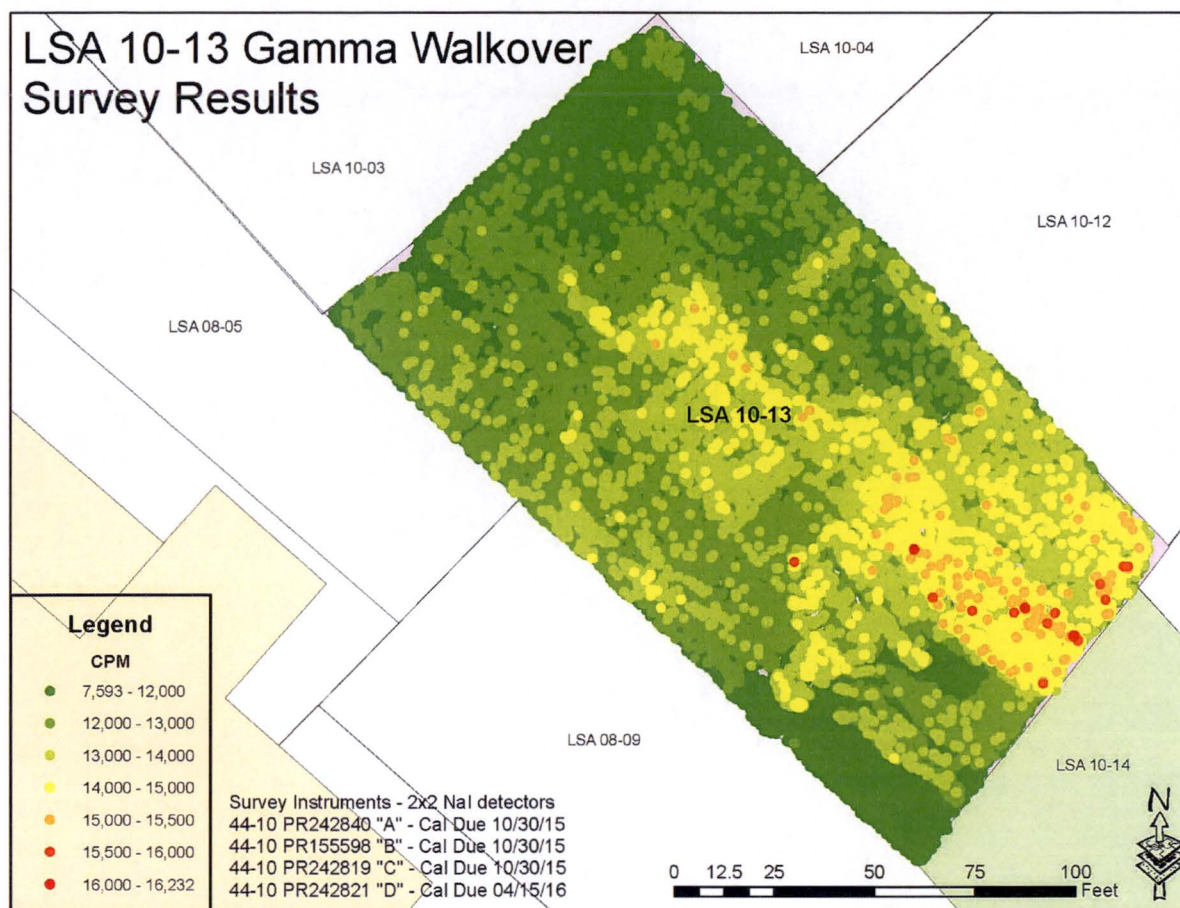 LSA 10-13 Gamma Walkover
Survey Results
LSA 10-04
LSA 10-03
LSA 10-12
LSA 08-05
LSA 10-13
LSA 08-09
LSA 10-14
Legend
CPM
7,593 - 12,000
12,000 - 13,000
13,000 - 14,000
14,000 - 15,000
15,000 - 15,500
15,500 - 16,000
16,000 - 16,232
Survey Instruments - 2x2 NaI detectors
44-10 PR242840 "A" - Cal Due 10/30/15
44-10 PR155598 "B" - Cal Due 10/30/15
44-10 PR242819 "C" - Cal Due 10/30/15
44-10 PR242821 "D" - Cal Due 04/15/16
0 12.5 25 50 75 100
Feet
N